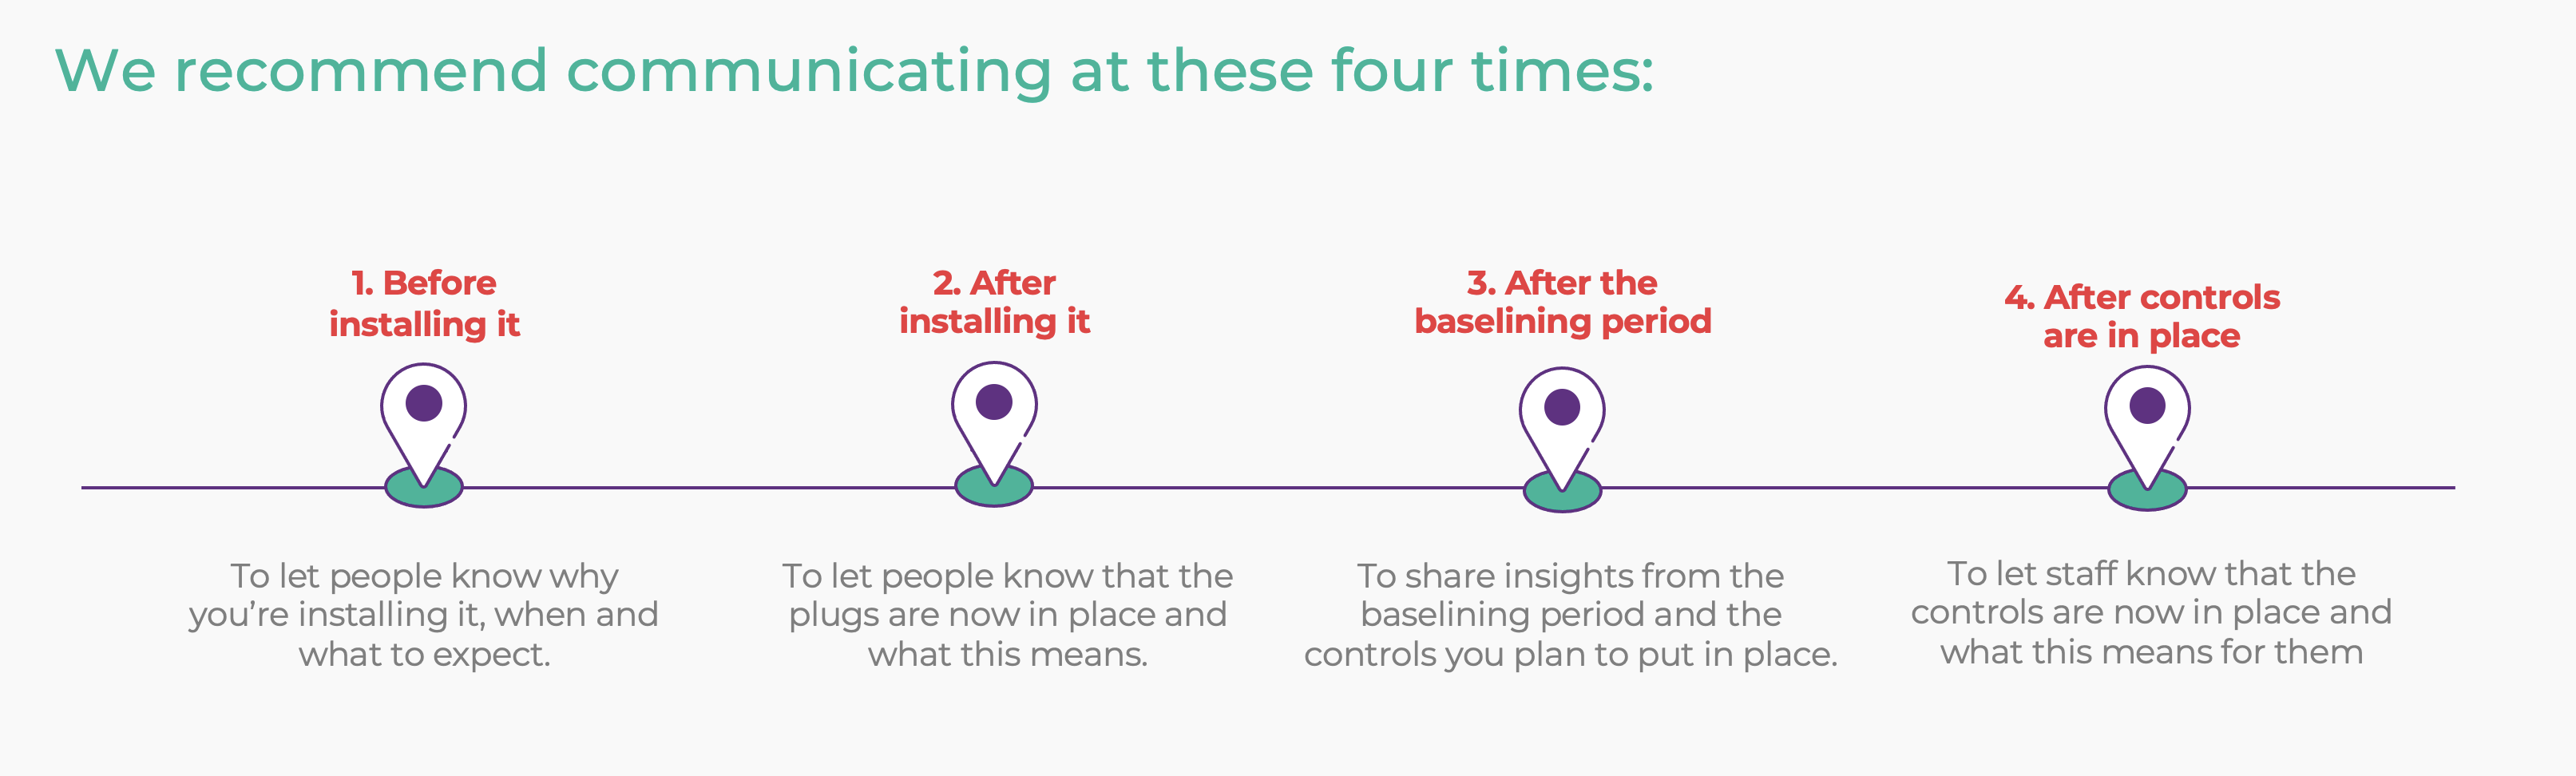 We recommend communicating at these four times:
1. Before
installing it
To let people know why
you’re installing it, when and
what to expect.
2. After
installing it
To let people know that the
plugs are now in place and
what this means.
3. After the
baselining period
To share insights from the
baselining period and the
controls you plan to put in place.
4. After controls
are in place
To let staff know that the
controls are now in place and
what this means for them